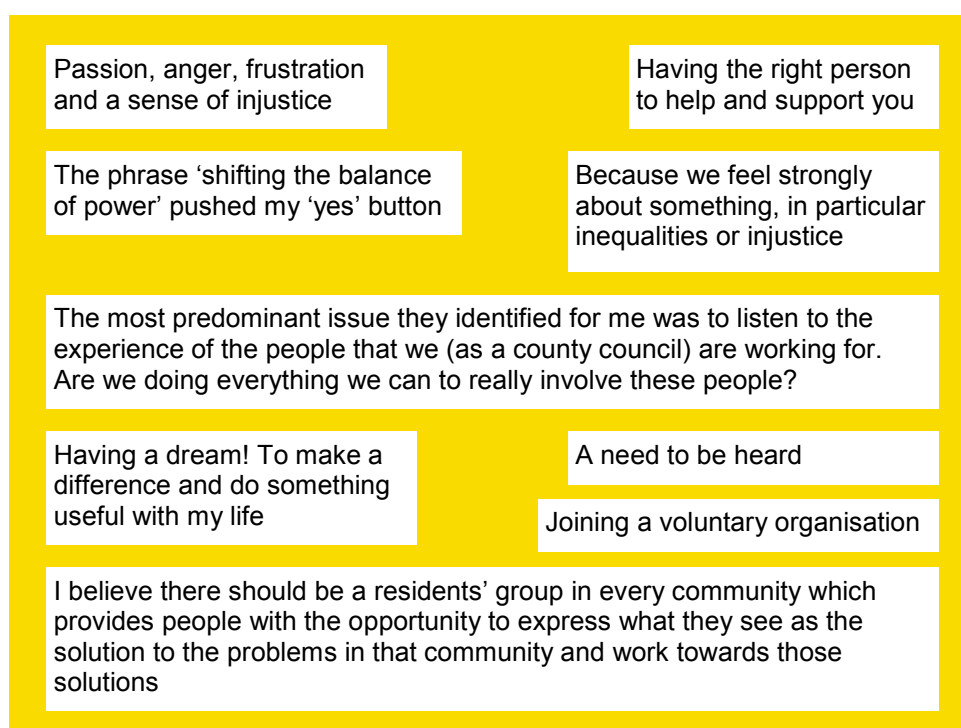 Passion, anger, frustration
and a sense of injustice
Having the right person
to help and support you
The phrase ‘shifting the balance
of power’ pushed my ‘yes’ button
Because we feel strongly
about something, in particular
inequalities or injustice
The most predominant issue they identified for me was to listen to the
experience of the people that we (as a county council) are working for.
Are we doing everything we can to really involve these people?
Having a dream! To make a
difference and do something
useful with my life
A need to be heard
Joining a voluntary organisation
I believe there should be a residents’ group in every community which
provides people with the opportunity to express what they see as the
solution to the problems in that community and work towards those
solutions